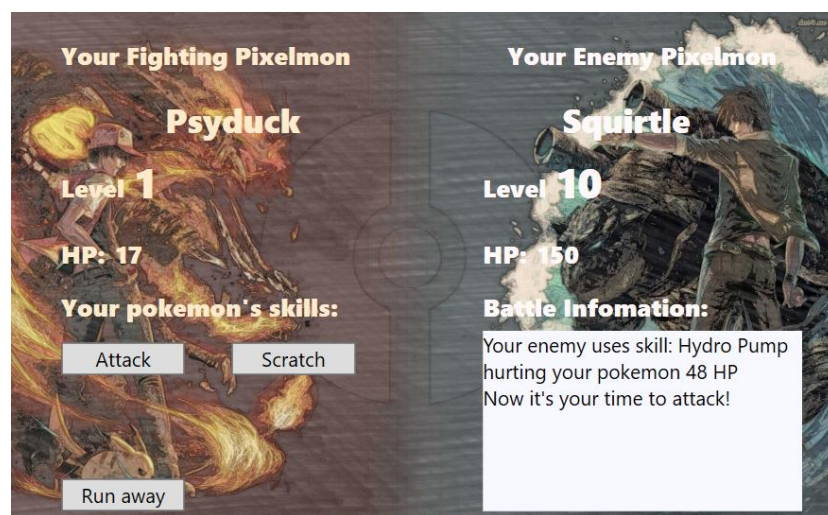 Your Fighting Pixelmon
Your Enemy Pixelmon
Psyduck
Squirtle
Level 1
Level 10
HP: 17
HP: 150
Your pokemon's skills:
Battle Infomation:
Attack
Scratch
Your enemy uses skill: Hydro Pump
hurting your pokemon 48 HP
Now it's your time to attack!
Run away